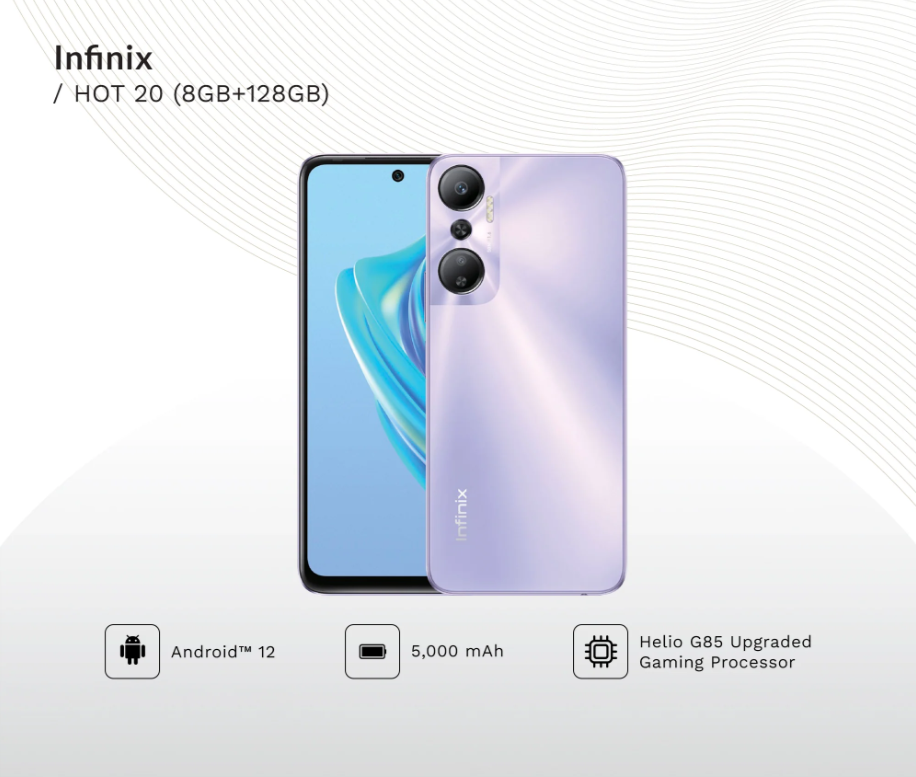 Infinix
/ HOT 20 (8GB+128GB)
Infinix
Android™ 12
5,000 mAh
Helio G85 Upgraded
Gaming Processor